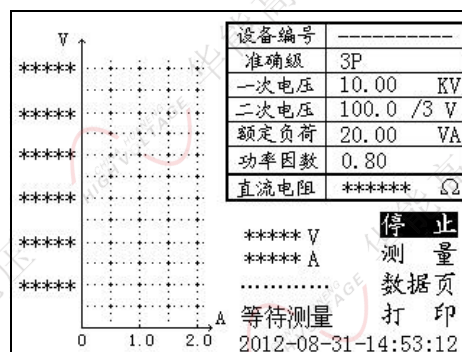 V
*****
*****
*****
*****
*****
*****
0 1.0 2.0 A
设备编号 ----------
准确级 3P
一次电压 10.00 KV
二次电压 100.0 /3 V
额定负荷 20.00 VA
功率因数 0.80
直流电阻 ****** Ω
***** V
***** A
............
等待测量
停 止
测 量
数据页
打 印
2012-08-31-14:53:12